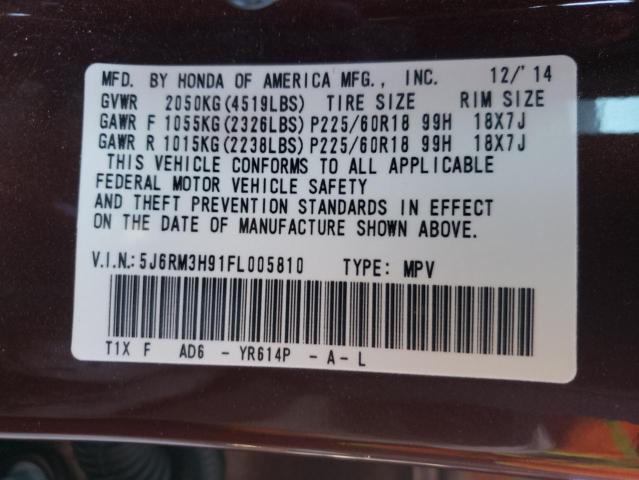 MFD. BY HONDA OF AMERICA MFG., INC. 12/'14
GVWR 2050KG(4519LBS) TIRE SIZE RIM SIZE
GAWR F 1055KG(2326LBS) P225/60R18 99H 18X7J
GAWR R 1015KG(2238LBS) P225/60R18 99H 18X7J
THIS VEHICLE CONFORMS TO ALL APPLICABLE
FEDERAL MOTOR VEHICLE SAFETY
AND THEFT PREVENTION STANDARDS IN EFFECT
ON THE DATE OF MANUFACTURE SHOWN ABOVE.
V.I.N.: 5J6RM3H91FL005810 TYPE: MPV
T1X F AD6 - YR614P - A - L